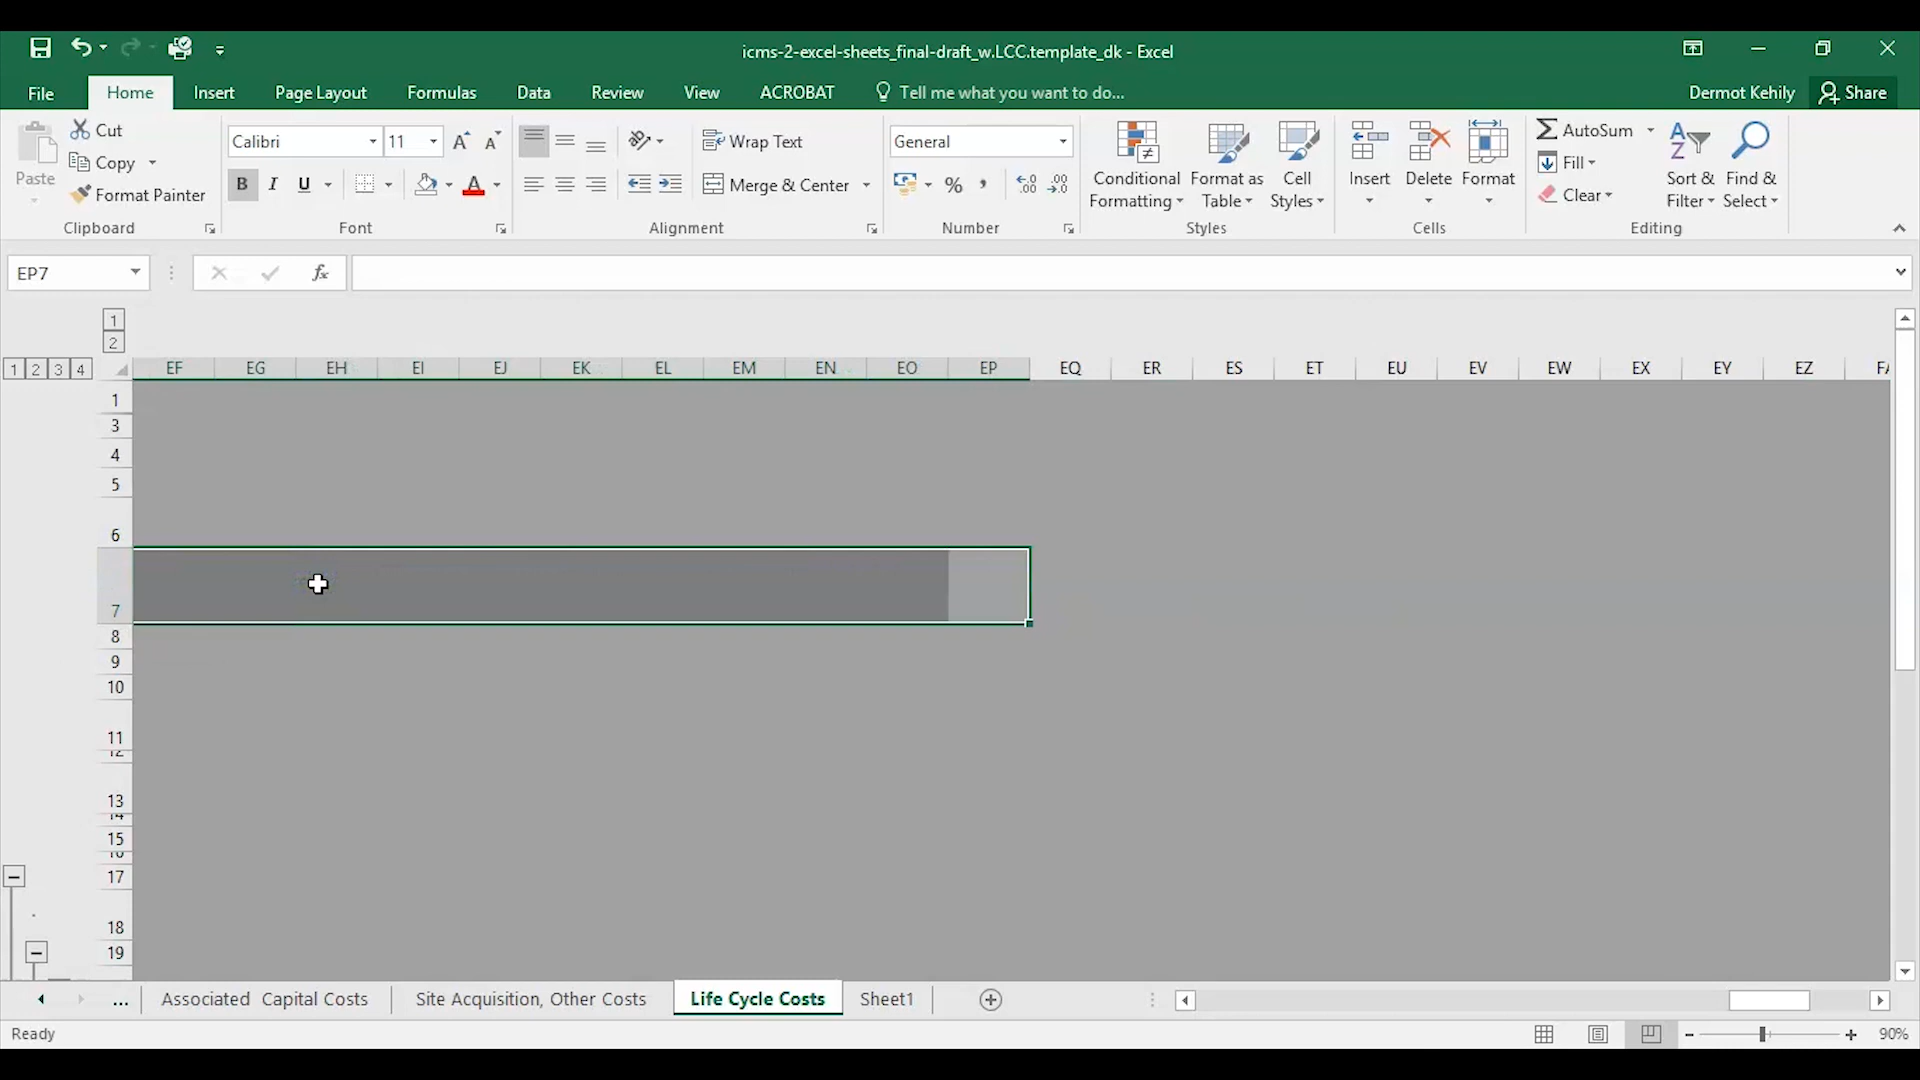 icms-2-excel-sheets_final-draft_w.LCC.template_dk - Excel
File Home Insert Page Layout Formulas Data Review View ACROBAT Tell me what you want to do... Dermot Kehily Share
Cut
Copy
Format Painter
Paste
Clipboard
Calibri 11
B I U
Font
Wrap Text
Merge & Center
Alignment
General
%
Number
Conditional Formatting
Format as Table
Cell Styles
Styles
Insert Delete Format
Cells
AutoSum
Fill
Clear
Sort & Filter
Find & Select
Editing
EP7 fx
1
2
1 2 3 4 EF EG EH EI EJ EK EL EM EN EO EP EQ ER ES ET EU EV EW EX EY EZ
1
3
4
5
6
7
8
9
10
11
12
13
14
15
16
17
18
19
... Associated Capital Costs Site Acquisition, Other Costs Life Cycle Costs Sheet1
Ready 90%